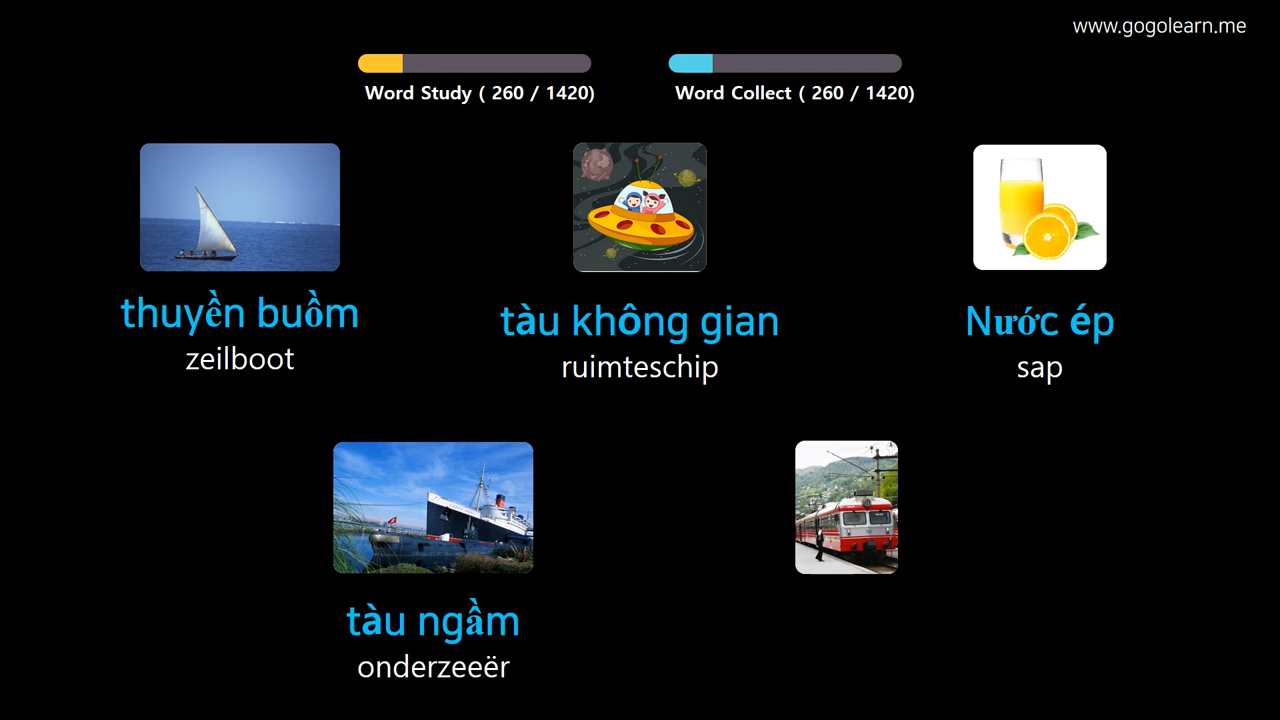 www.gogolearn.me
Word Study ( 260 / 1420)
Word Collect ( 260 / 1420)
thuyền buồm
zeilboot
tàu không gian
ruimteschip
Nước ép
sap
tàu ngầm
onderzeeër